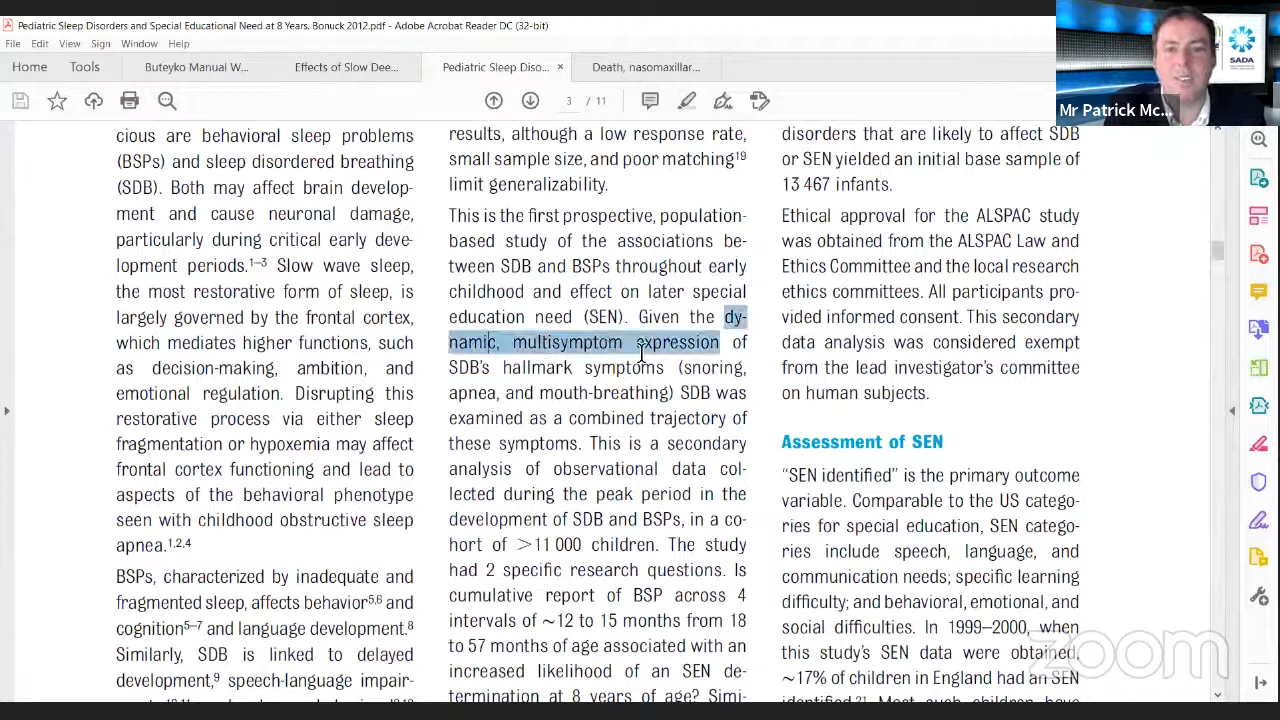 Pediatric Sleep Disorders and Special Educational Need at 8 Years. Bonuck 2012.pdf - Adobe Acrobat Reader DC (32-bit)
File Edit View Sign Window Help
Home Tools Buteyko Manual W... Effects of Slow Dee... Pediatric Sleep Diso... × Death, nasomaxillar...
3 / 11
SADA
Mr Patrick Mc...
cious are behavioral sleep problems
(BSPs) and sleep disordered breathing
(SDB). Both may affect brain develop-
ment and cause neuronal damage,
particularly during critical early deve-
lopment periods.1–3 Slow wave sleep,
the most restorative form of sleep, is
largely governed by the frontal cortex,
which mediates higher functions, such
as decision-making, ambition, and
emotional regulation. Disrupting this
restorative process via either sleep
fragmentation or hypoxemia may affect
frontal cortex functioning and lead to
aspects of the behavioral phenotype
seen with childhood obstructive sleep
apnea.1,2,4
BSPs, characterized by inadequate and
fragmented sleep, affects behavior5,6 and
cognition5–7 and language development.8
Similarly, SDB is linked to delayed
development,9 speech-language impair-
results, although a low response rate,
small sample size, and poor matching19
limit generalizability.
This is the first prospective, population-
based study of the associations be-
tween SDB and BSPs throughout early
childhood and effect on later special
education need (SEN). Given the dy-
namic, multisymptom expression of
SDB's hallmark symptoms (snoring,
apnea, and mouth-breathing) SDB was
examined as a combined trajectory of
these symptoms. This is a secondary
analysis of observational data col-
lected during the peak period in the
development of SDB and BSPs, in a co-
hort of >11 000 children. The study
had 2 specific research questions. Is
cumulative report of BSP across 4
intervals of ~12 to 15 months from 18
to 57 months of age associated with an
increased likelihood of an SEN de-
termination at 8 years of age? Simi-
disorders that are likely to affect SDB
or SEN yielded an initial base sample of
13 467 infants.
Ethical approval for the ALSPAC study
was obtained from the ALSPAC Law and
Ethics Committee and the local research
ethics committees. All participants pro-
vided informed consent. This secondary
data analysis was considered exempt
from the lead investigator's committee
on human subjects.
Assessment of SEN
"SEN identified" is the primary outcome
variable. Comparable to the US catego-
ries for special education, SEN catego-
ries include speech, language, and
communication needs; specific learning
difficulty; and behavioral, emotional, and
social difficulties. In 1999–2000, when
this study's SEN data were obtained,
~17% of children in England had an SEN
identified.21 Most such children have
zoom